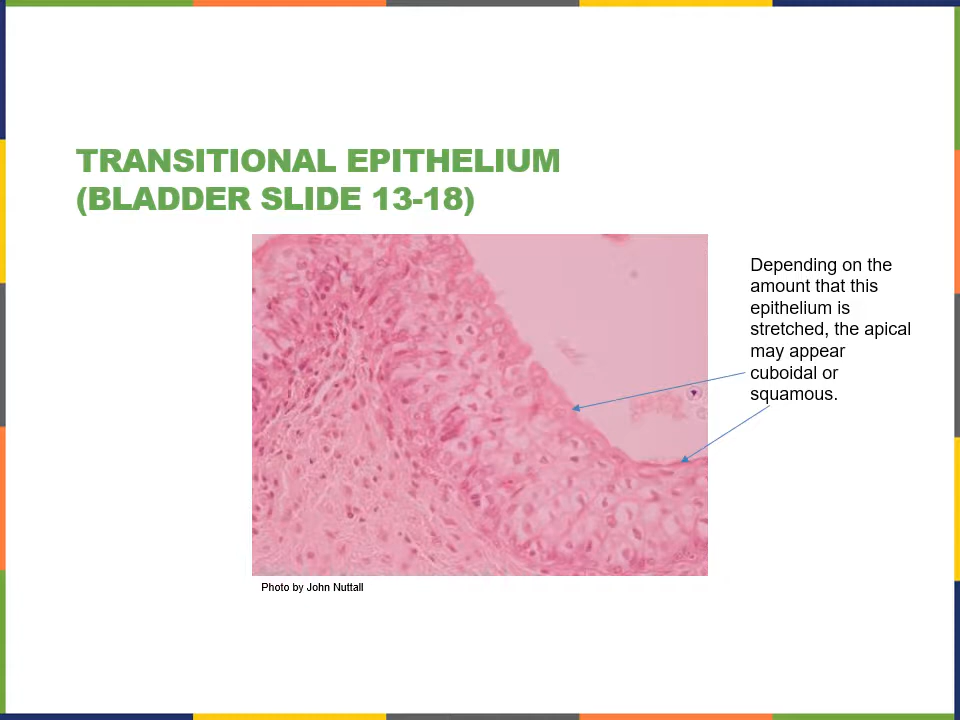 TRANSITIONAL EPITHELIUM
(BLADDER SLIDE 13-18)
Depending on the
amount that this
epithelium is
stretched, the apical
may appear
cuboidal or
squamous.
Photo by John Nuttall